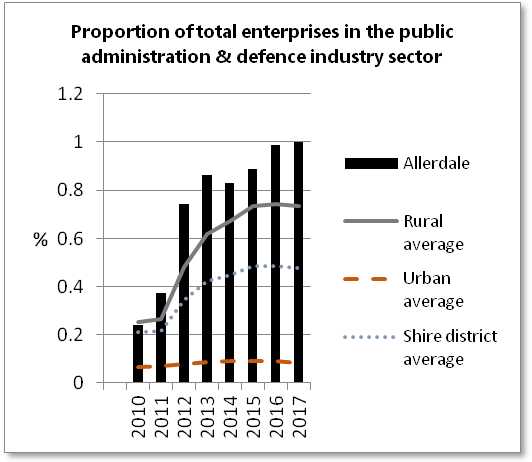 Proportion of total enterprises in the public
administration & defence industry sector
1.2
1
0.8
0.6
0.4
0.2
0
%
2010
2011
2012
2013
2014
2015
2016
2017
Allerdale
Rural
average
Urban
average
Shire district
average